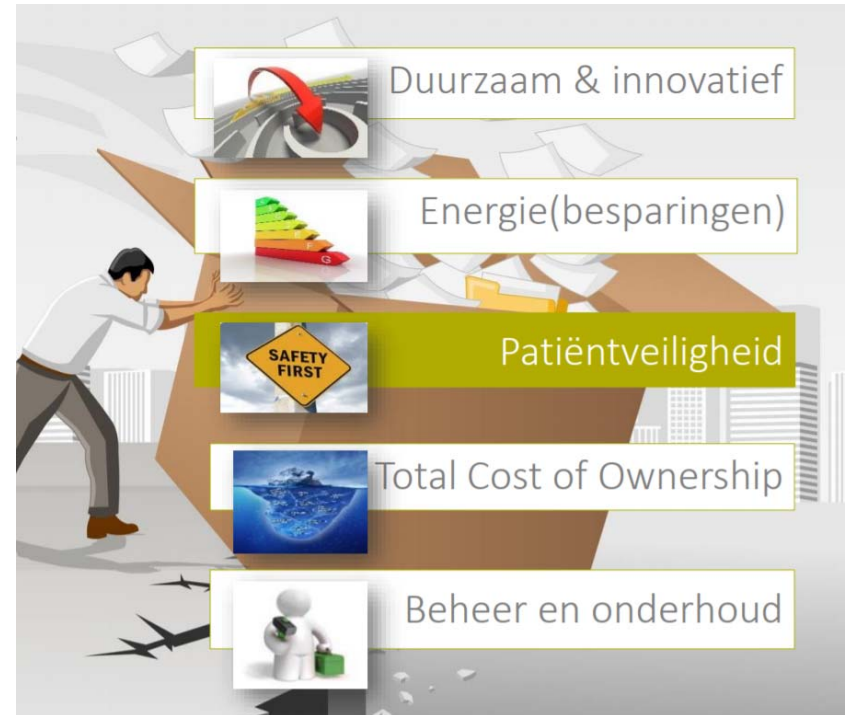 Duurzaam & innovatief
Energie(besparingen)
F
G
SAFETY
FIRST
Patiëntveiligheid
Total Cost of Ownership
Beheer en onderhoud